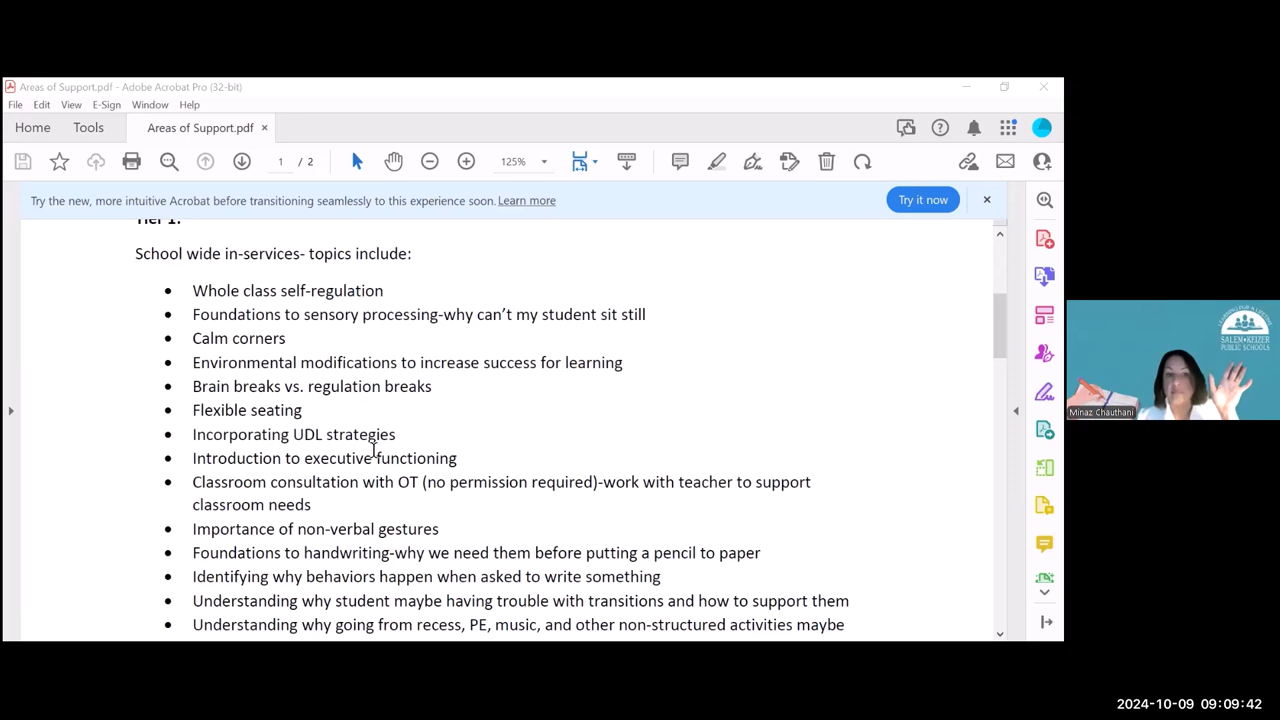 Areas of Support.pdf - Adobe Acrobat Pro (32-bit)
File Edit View E-Sign Window Help
Home Tools Areas of Support.pdf ×
1 / 2 125%
Try the new, more intuitive Acrobat before transitioning seamlessly to this experience soon. Learn more Try it now
Tier 1:
School wide in-services- topics include:
• Whole class self-regulation
• Foundations to sensory processing-why can't my student sit still
• Calm corners
• Environmental modifications to increase success for learning
• Brain breaks vs. regulation breaks
• Flexible seating
• Incorporating UDL strategies
• Introduction to executive functioning
• Classroom consultation with OT (no permission required)-work with teacher to support
classroom needs
• Importance of non-verbal gestures
• Foundations to handwriting-why we need them before putting a pencil to paper
• Identifying why behaviors happen when asked to write something
• Understanding why student maybe having trouble with transitions and how to support them
• Understanding why going from recess, PE, music, and other non-structured activities maybe
SALEM-KEIZER
PUBLIC SCHOOLS
Minaz Chauthani
2024-10-09 09:09:42